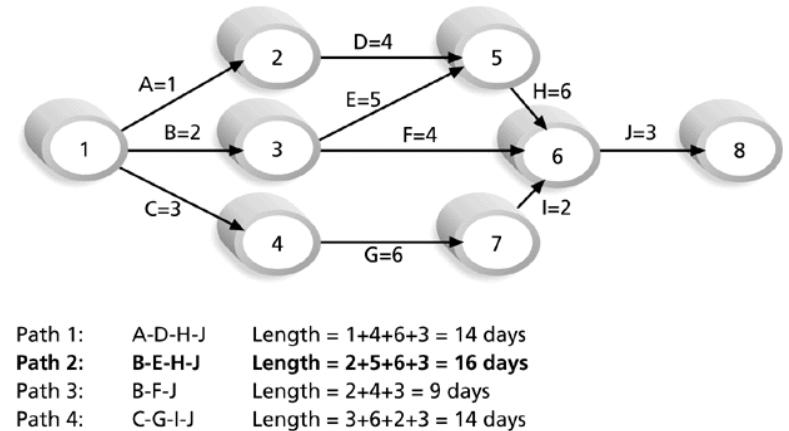 2
D=4
5
A=1
E=5
H=6
1
B=2
3
F=4
6
J=3
8
C=3
I=2
4
G=6
7
Path 1: A-D-H-J Length = 1+4+6+3 = 14 days
Path 2: B-E-H-J Length = 2+5+6+3 = 16 days
Path 3: B-F-J Length = 2+4+3 = 9 days
Path 4: C-G-I-J Length = 3+6+2+3 = 14 days